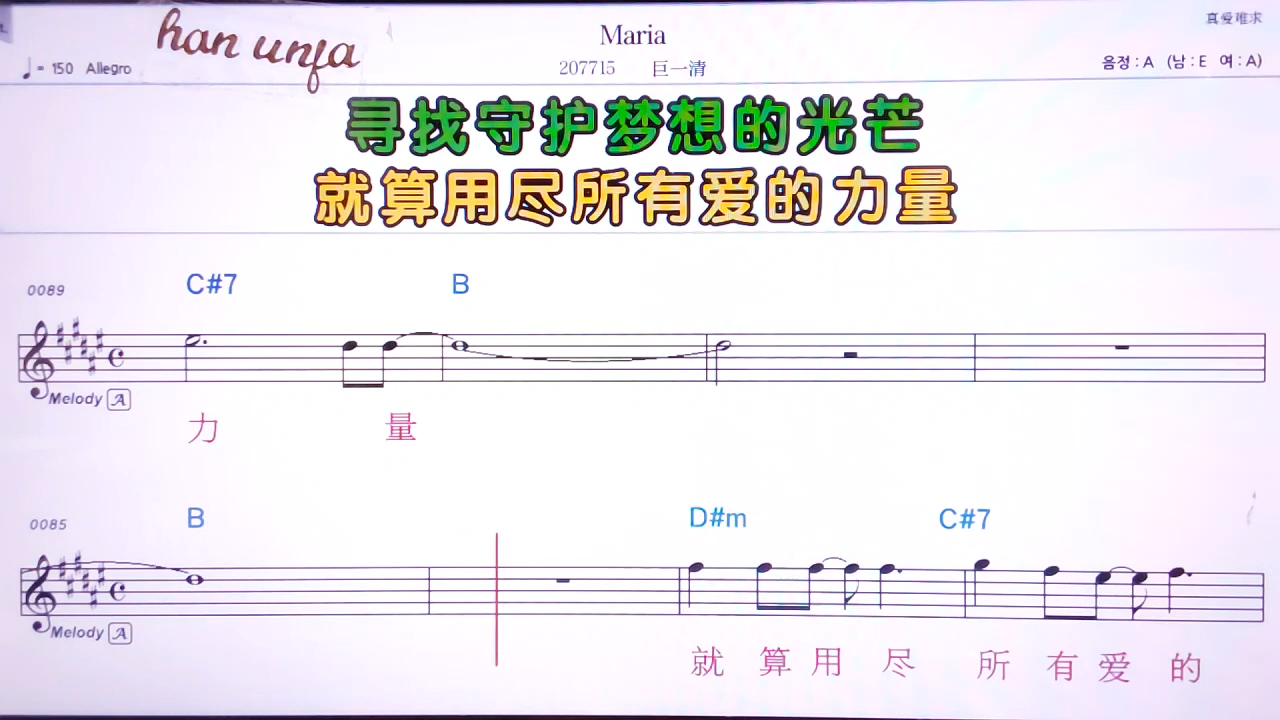 han unfa
Maria
真爱唯求
♩= 150 Allegro
207715 巨一清
음정 : A (남 : E 여 : A)
寻找守护梦想的光芒
就算用尽所有爱的力量
0089
C#7 B
Melody A
力 量
0085
B D#m C#7
Melody A
就 算 用 尽 所 有 爱 的